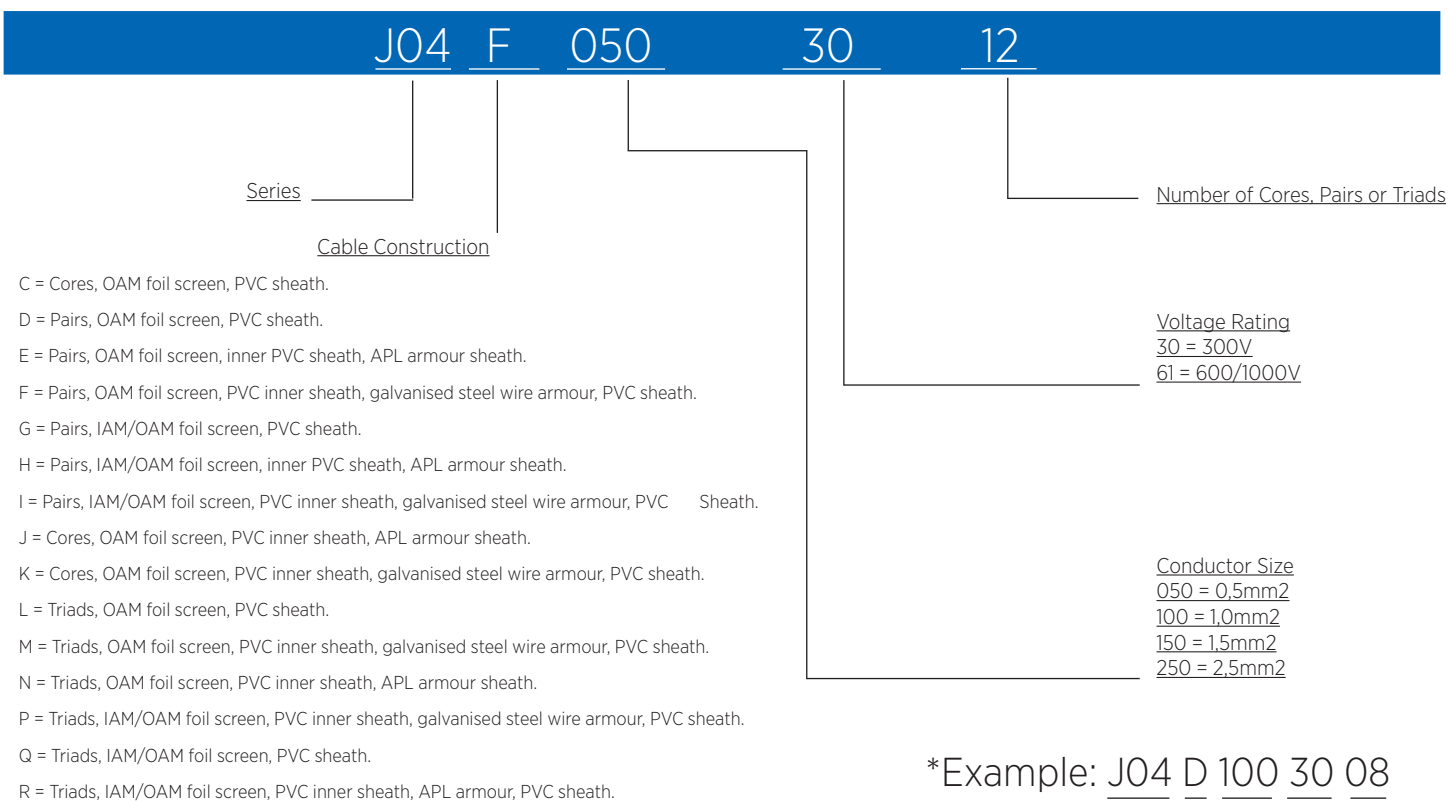 J04 F 050 30 12
Series
Cable Construction
C = Cores, OAM foil screen, PVC sheath.
D = Pairs, OAM foil screen, PVC sheath.
E = Pairs, OAM foil screen, inner PVC sheath, APL armour sheath.
F = Pairs, OAM foil screen, PVC inner sheath, galvanised steel wire armour, PVC sheath.
G = Pairs, IAM/OAM foil screen, PVC sheath.
H = Pairs, IAM/OAM foil screen, inner PVC sheath, APL armour sheath.
I = Pairs, IAM/OAM foil screen, PVC inner sheath, galvanised steel wire armour, PVC Sheath.
J = Cores, OAM foil screen, PVC inner sheath, APL armour sheath.
K = Cores, OAM foil screen, PVC inner sheath, galvanised steel wire armour, PVC sheath.
L = Triads, OAM foil screen, PVC sheath.
M = Triads, OAM foil screen, PVC inner sheath, galvanised steel wire armour, PVC sheath.
N = Triads, OAM foil screen, PVC inner sheath, APL armour sheath.
P = Triads, IAM/OAM foil screen, PVC inner sheath, galvanised steel wire armour, PVC sheath.
Q = Triads, IAM/OAM foil screen, PVC sheath.
R = Triads, IAM/OAM foil screen, PVC inner sheath, APL armour, PVC sheath.
Number of Cores, Pairs or Triads
Voltage Rating
30 = 300V
61 = 600/1000V
Conductor Size
050 = 0,5mm2
100 = 1,0mm2
150 = 1,5mm2
250 = 2,5mm2
*Example: J04 D 100 30 08